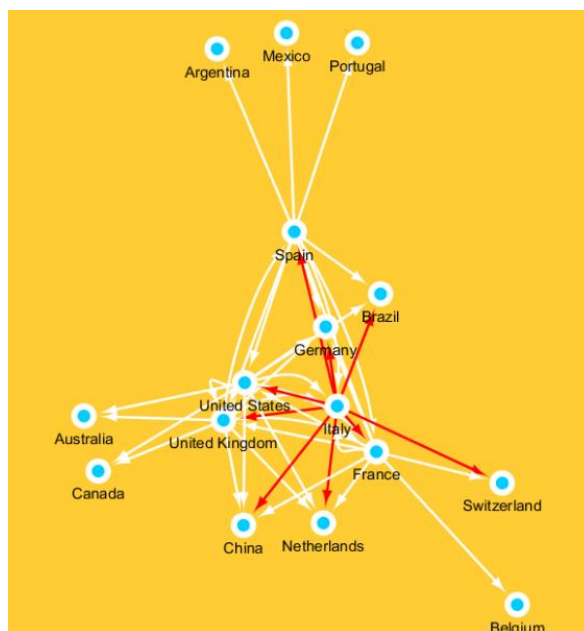 Mexico
Argentina
Portugal
Spain
Brazil
Germany
United States
Italy
Australia
United Kingdom
France
Canada
Switzerland
China
Netherlands
Belgium